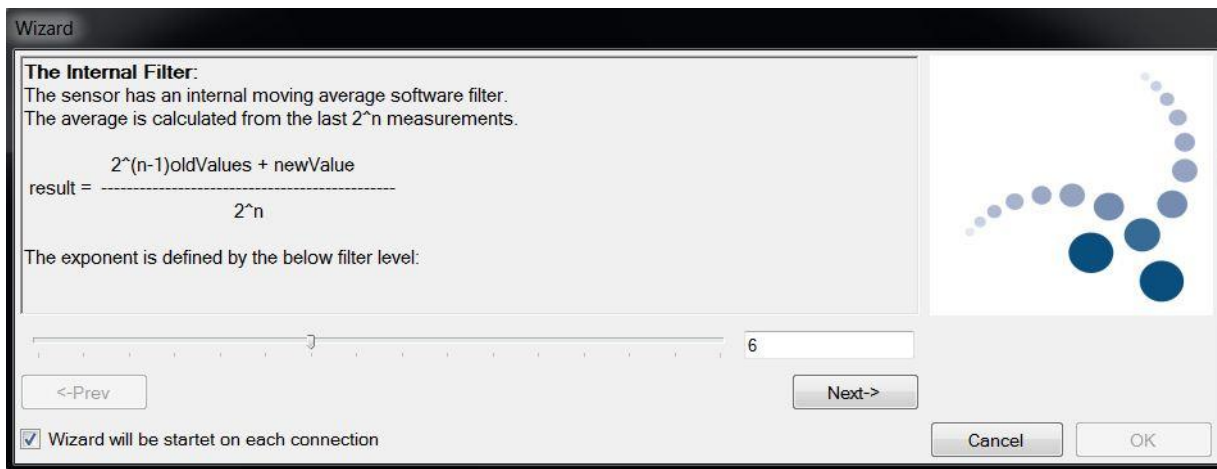 Wizard
The Internal Filter:
The sensor has an internal moving average software filter.
The average is calculated from the last 2^n measurements.
2^(n-1)oldValues + newValue
result = ----------------------------------------------
2^n
The exponent is defined by the below filter level:
6
<-Prev
Next->
Wizard will be startet on each connection
Cancel
OK